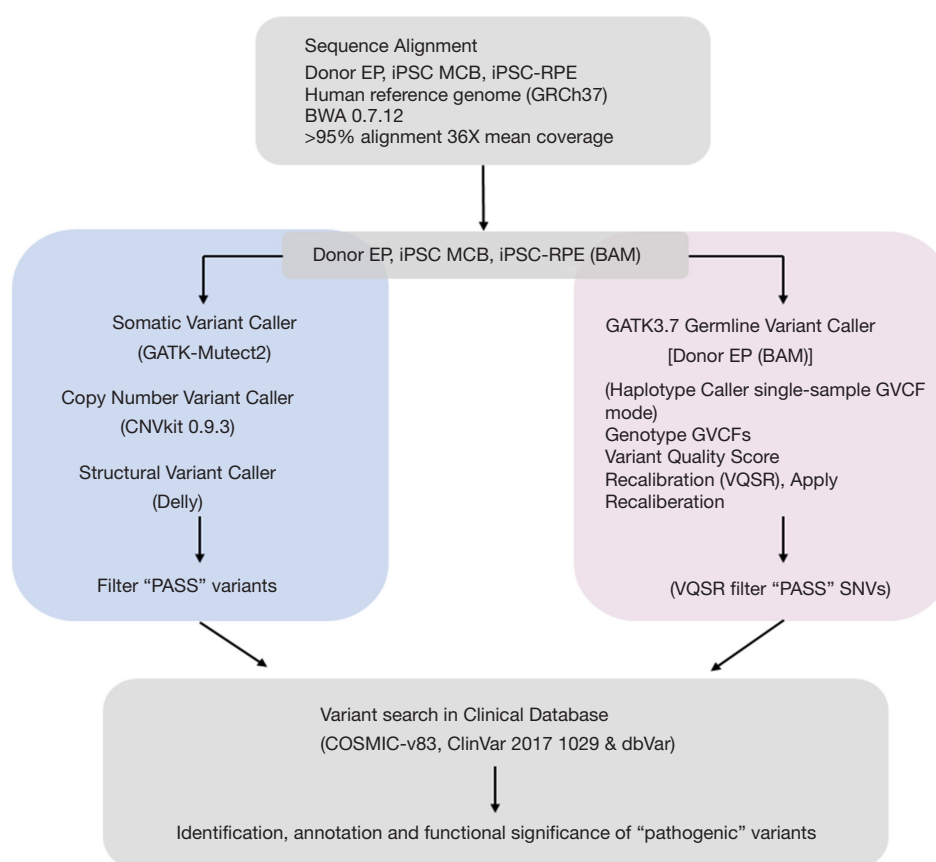 Sequence Alignment
Donor EP, iPSC MCB, iPSC-RPE
Human reference genome (GRCh37)
BWA 0.7.12
>95% alignment 36X mean coverage
Donor EP, iPSC MCB, iPSC-RPE (BAM)
Somatic Variant Caller
(GATK-Mutect2)
Copy Number Variant Caller
(CNVkit 0.9.3)
Structural Variant Caller
(Delly)
Filter “PASS” variants
GATK3.7 Germline Variant Caller
[Donor EP (BAM)]
(Haplotype Caller single-sample GVCF
mode)
Genotype GVCFs
Variant Quality Score
Recalibration (VQSR), Apply
Recaliberation
(VQSR filter “PASS” SNVs)
Variant search in Clinical Database
(COSMIC-v83, ClinVar 2017 1029 & dbVar)
Identification, annotation and functional significance of “pathogenic” variants